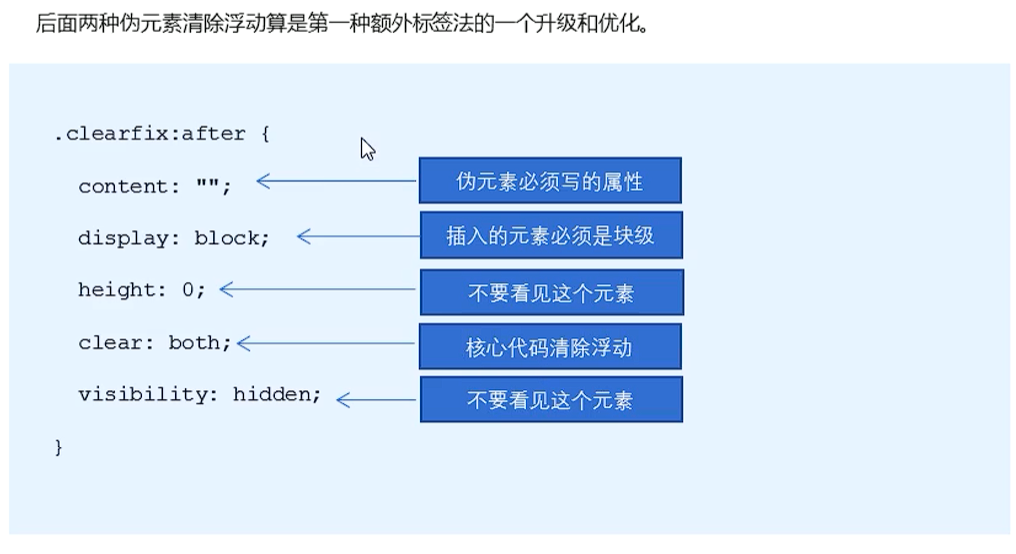 后面两种伪元素清除浮动算是第一种额外标签法的一个升级和优化。
.clearfix:after {
content: "";
伪元素必须写的属性
display: block;
插入的元素必须是块级
height: 0;
不要看见这个元素
clear: both;
核心代码清除浮动
visibility: hidden;
不要看见这个元素
}